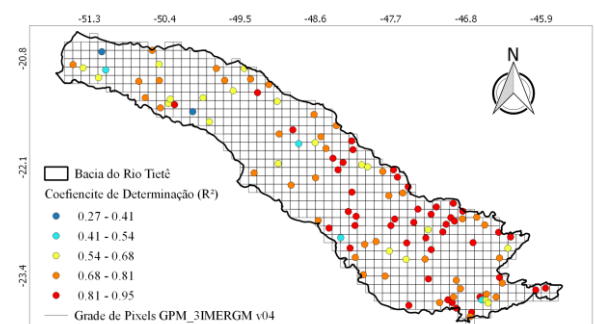 -51.3 -50.4 -49.5 -48.6 -47.7 -46.8 -45.9
-20.8
N
-22.1
Bacia do Rio Tietê
Coefienceite de Determinação (R²)
0.27 - 0.41
0.41 - 0.54
0.54 - 0.68
0.68 - 0.81
0.81 - 0.95
-23.4
Grade de Pixels GPM_3IMERGM v04